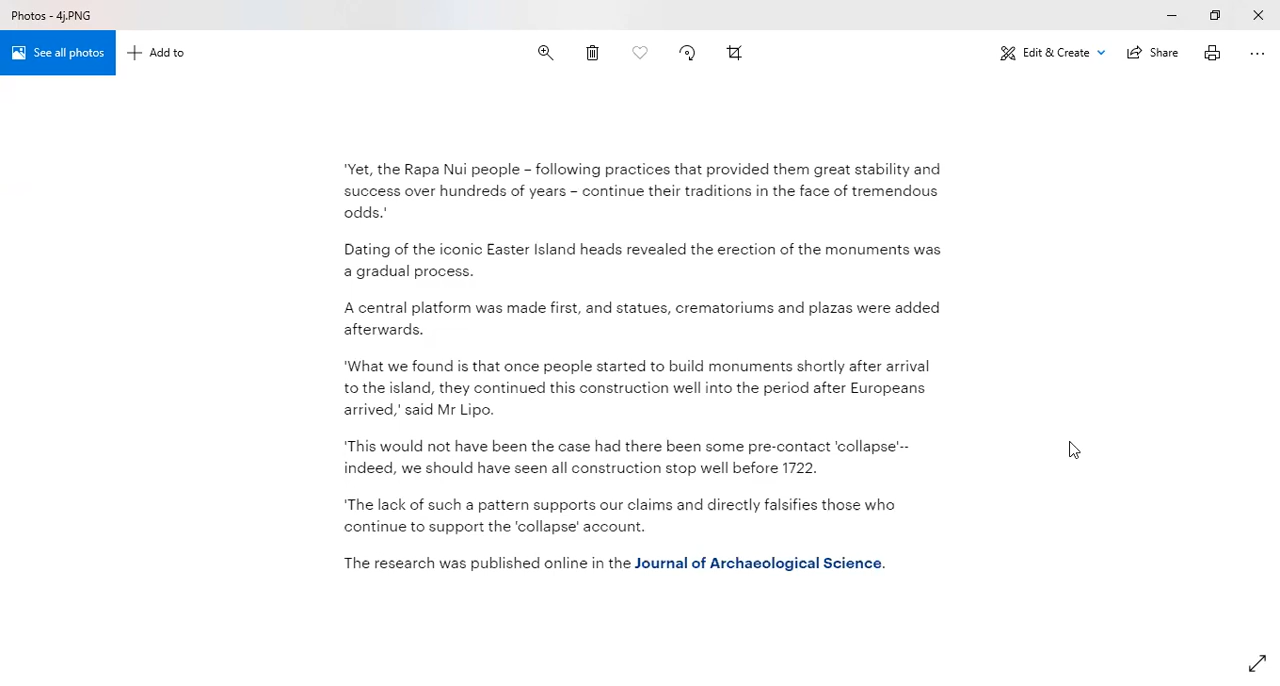 Photos - 4j.PNG
See all photos
Add to
Edit & Create
Share
'Yet, the Rapa Nui people – following practices that provided them great stability and
success over hundreds of years – continue their traditions in the face of tremendous
odds.'
Dating of the iconic Easter Island heads revealed the erection of the monuments was
a gradual process.
A central platform was made first, and statues, crematoriums and plazas were added
afterwards.
'What we found is that once people started to build monuments shortly after arrival
to the island, they continued this construction well into the period after Europeans
arrived,' said Mr Lipo.
'This would not have been the case had there been some pre-contact 'collapse'--
indeed, we should have seen all construction stop well before 1722.
'The lack of such a pattern supports our claims and directly falsifies those who
continue to support the 'collapse' account.
The research was published online in the Journal of Archaeological Science.